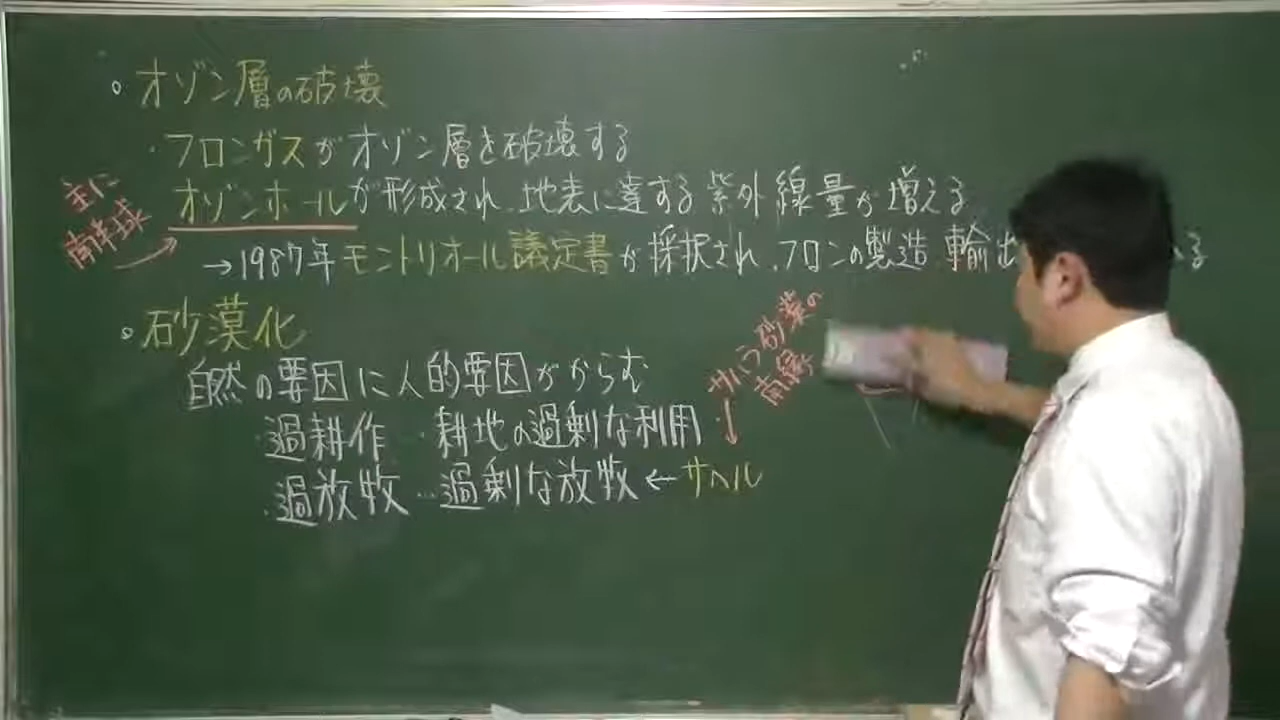 。オゾン層の破壊
・フロンガスがオゾン層を破壊する
主に
南半球
オゾンホールが形成され、地表に達する紫外線量が増える
→1987年モントリオール議定書が採択され、フロンの製造 輸出 る
。砂漠化
自然の要因に人的要因がからむ
サハラ砂漠の
南縁
・過耕作…耕地の過剰な利用
・過放牧…過剰な放牧←サヘル